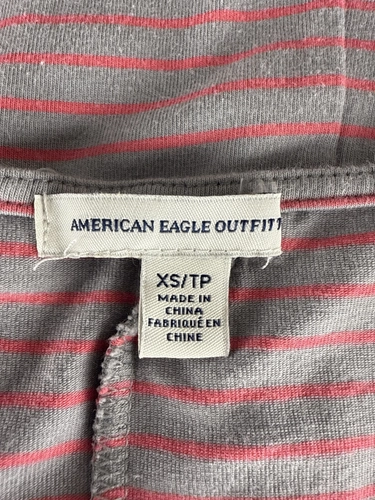 AMERICAN EAGLE OUTFITT
XS/TP
MADE IN
CHINA
FABRIQUÉ EN
CHINE